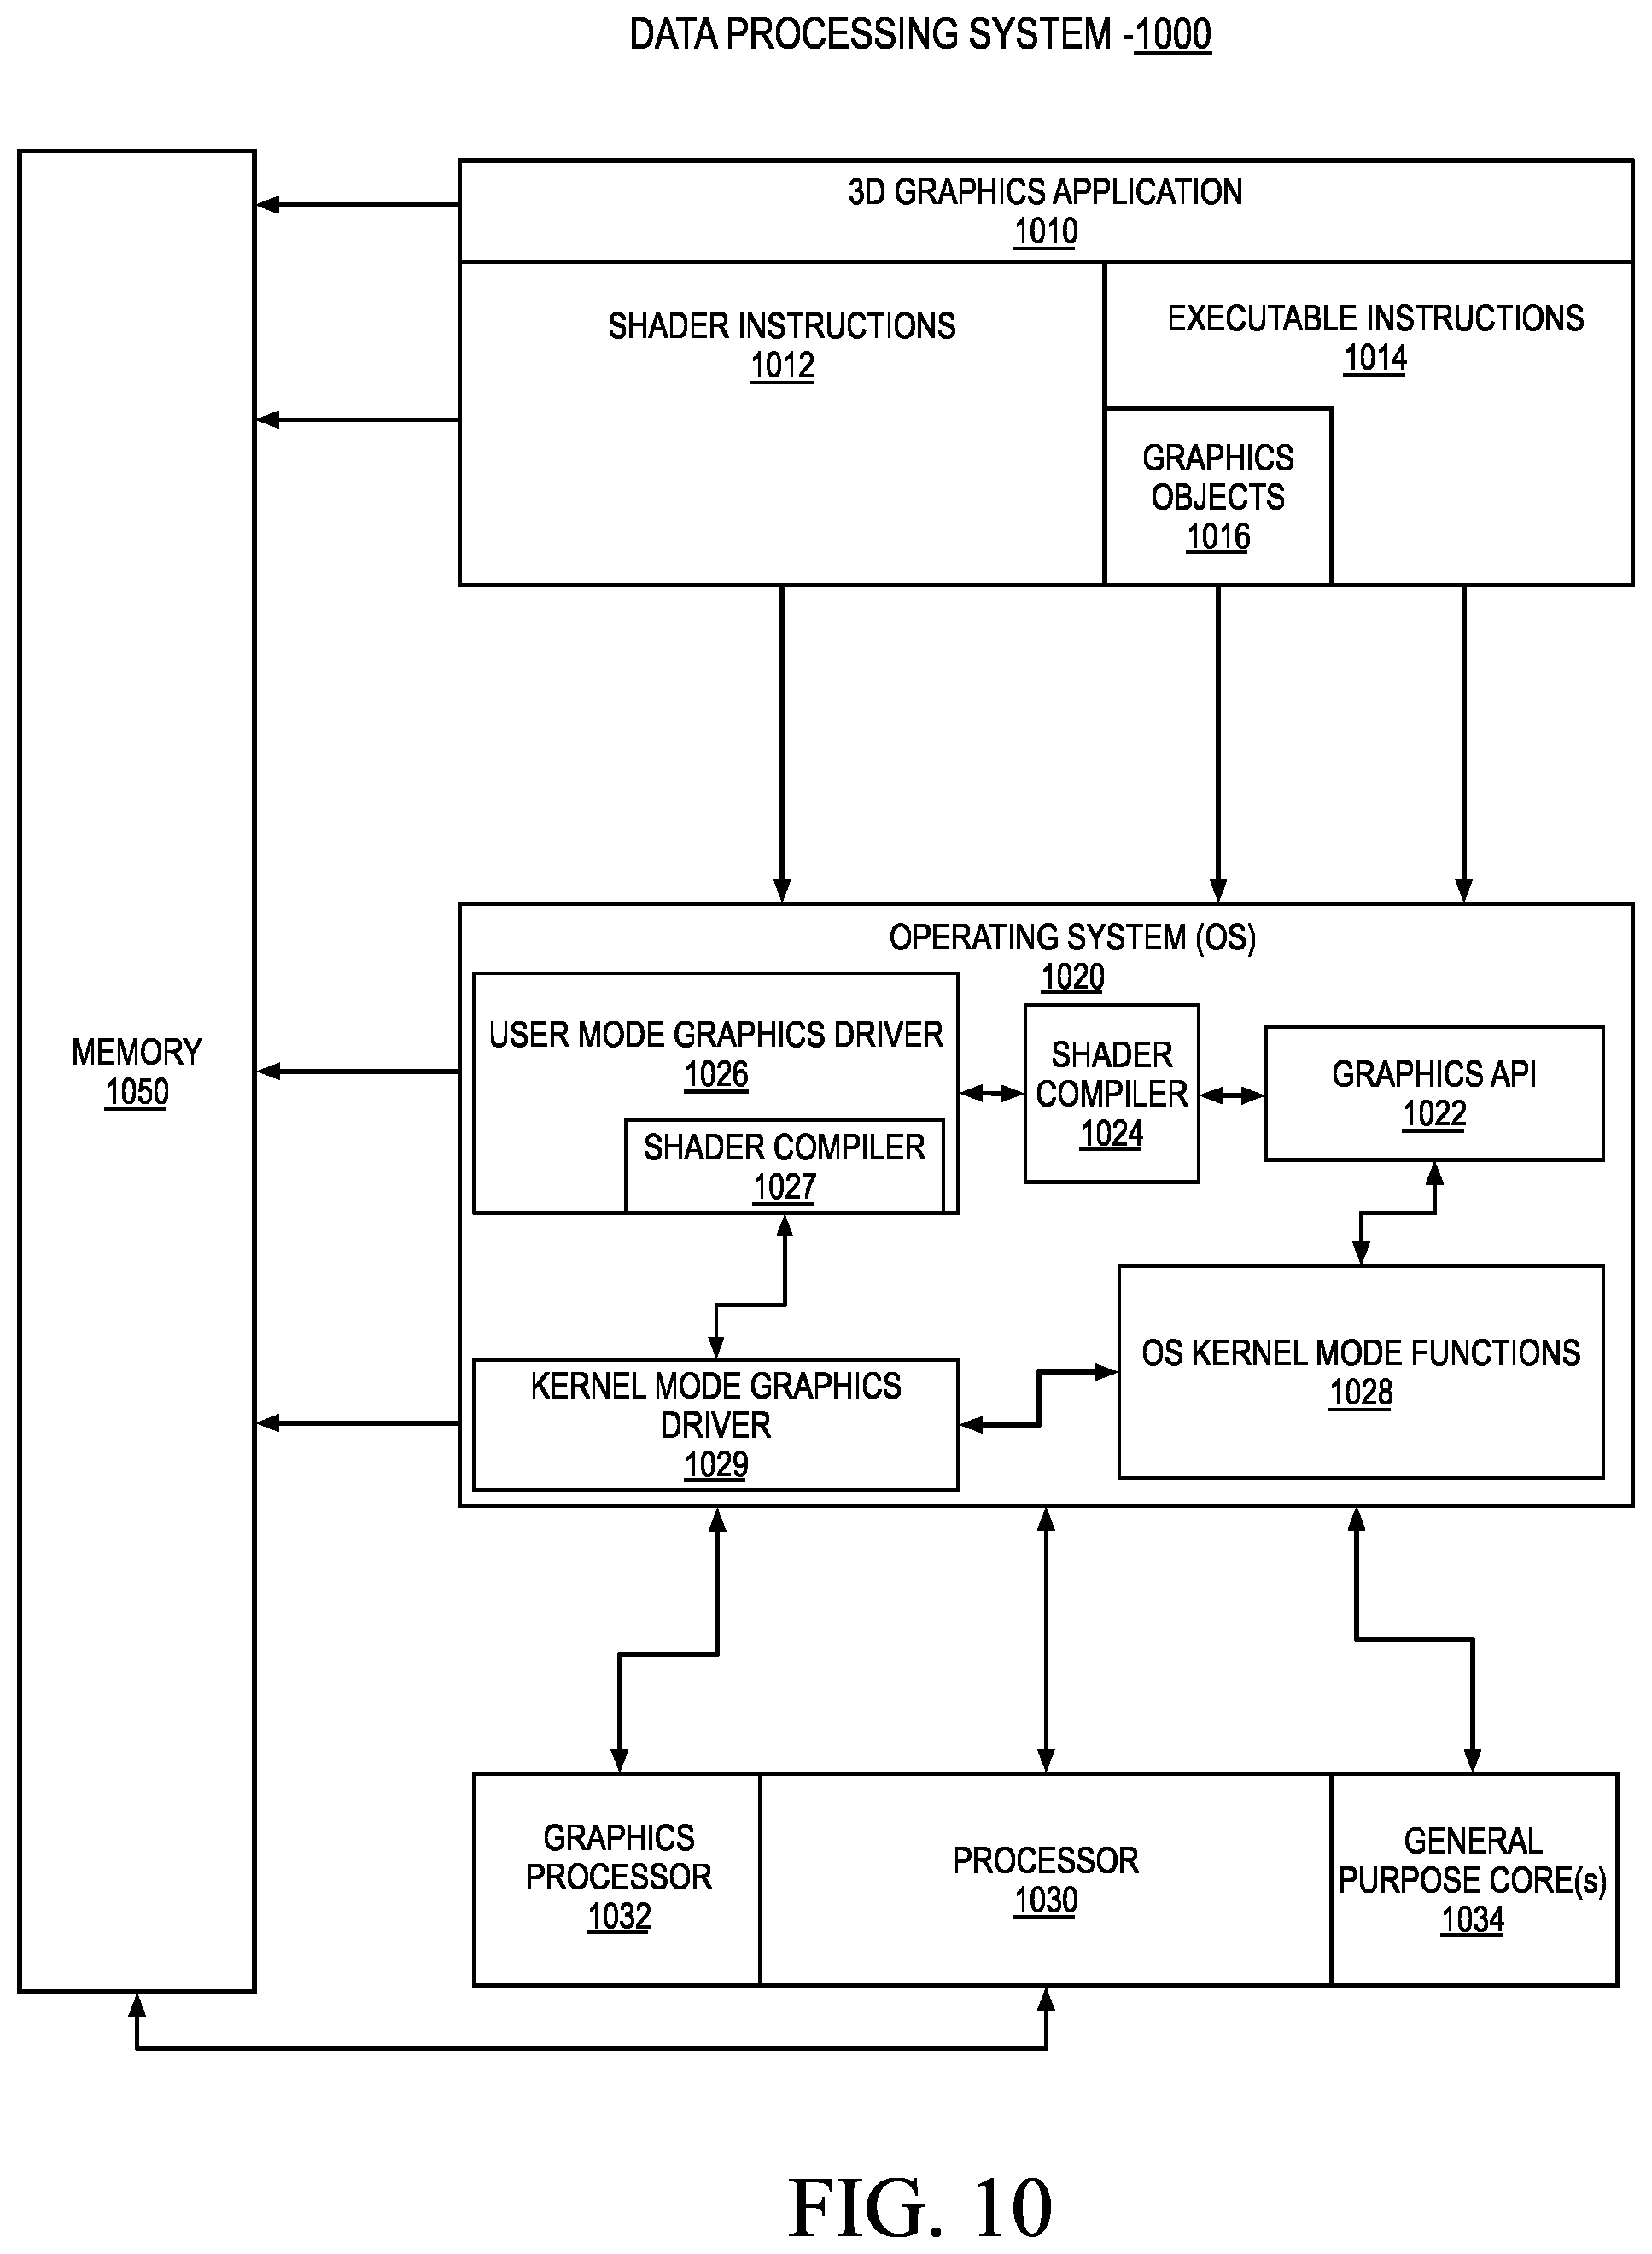 DATA PROCESSING SYSTEM -1000
3D GRAPHICS APPLICATION
1010
SHADER INSTRUCTIONS
1012
EXECUTABLE INSTRUCTIONS
1014
GRAPHICS
OBJECTS
1016
MEMORY
1050
OPERATING SYSTEM (OS)
1020
USER MODE GRAPHICS DRIVER
1026
SHADER COMPILER
1027
SHADER
COMPILER
1024
GRAPHICS API
1022
KERNEL MODE GRAPHICS
DRIVER
1029
OS KERNEL MODE FUNCTIONS
1028
GRAPHICS
PROCESSOR
1032
PROCESSOR
1030
GENERAL
PURPOSE CORE(s)
1034
FIG. 10